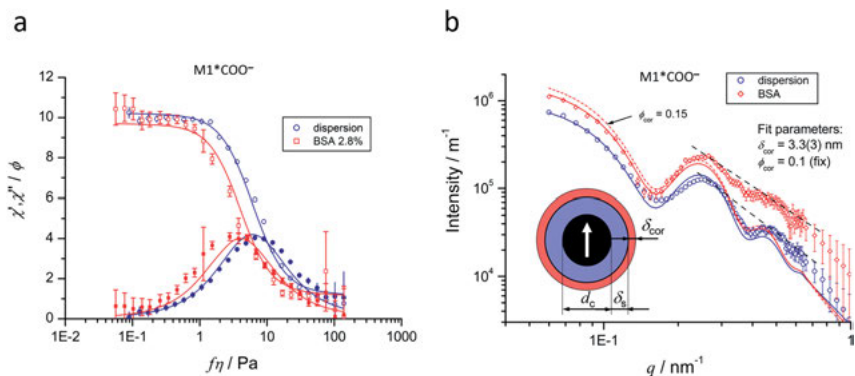 a
M1*COO⁻
χ', χ'' / ϕ
12
10
8
6
4
2
0
dispersion
BSA 2.8%
1E-2
0.1
1
10
100
1000
fη / Pa
b
M1*COO⁻
Intensity / m⁻¹
10⁶
10⁵
10⁴
dispersion
BSA
ϕcor = 0.15
Fit parameters:
δcor = 3.3(3) nm
ϕcor = 0.1 (fix)
δcor
dc
δs
1E-1
1
q / nm⁻¹